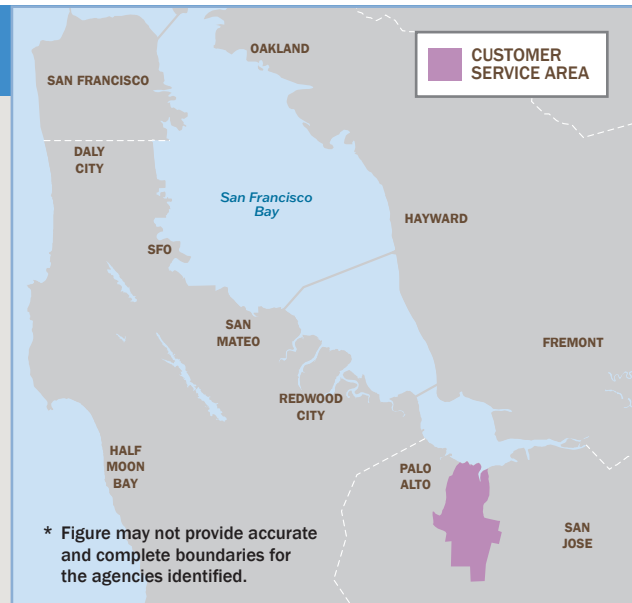 OAKLAND
CUSTOMER
SERVICE AREA
SAN FRANCISCO
DALY
CITY
San Francisco
Bay
HAYWARD
SFO
SAN
MATEO
FREMONT
REDWOOD
CITY
HALF
MOON
BAY
PALO
ALTO
SAN
JOSE
* Figure may not provide accurate
and complete boundaries for
the agencies identified.